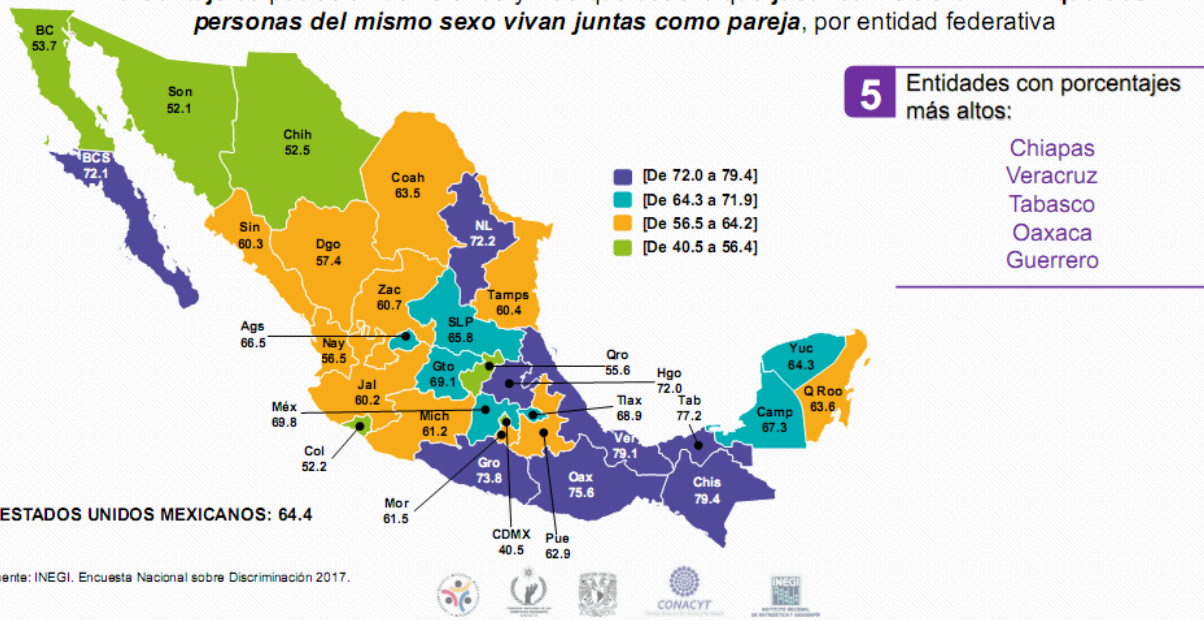 personas del mismo sexo vivan juntas como pareja, por entidad federativa
BC
53.7
Son
52.1
Chih
52.5
BCS
72.1
Coah
63.5
NL
72.2
Sin
60.3
Dgo
57.4
Zac
60.7
Tamps
60.4
Ags
66.5
SLP
65.8
Nay
56.5
Gto
69.1
Qro
55.6
Hgo
72.0
Jal
60.2
Méx
69.8
Mich
61.2
Tlax
68.9
Tab
77.2
Yuc
64.3
Q Roo
63.6
Camp
67.3
Col
52.2
Ver
79.1
Gro
73.8
Oax
75.6
Chis
79.4
Mor
61.5
CDMX
40.5
Pue
62.9
[De 72.0 a 79.4]
[De 64.3 a 71.9]
[De 56.5 a 64.2]
[De 40.5 a 56.4]
5
Entidades con porcentajes
más altos:
Chiapas
Veracruz
Tabasco
Oaxaca
Guerrero
ESTADOS UNIDOS MEXICANOS: 64.4
uente: INEGI. Encuesta Nacional sobre Discriminación 2017.
CONACYT
INEGI